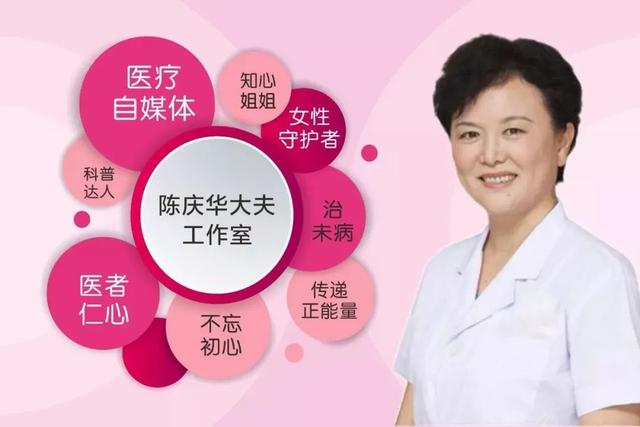 医疗
自媒体
知心
姐姐
女性
守护者
科普
达人
陈庆华大夫
工作室
治
未病
医者
仁心
传递
正能量
不忘
初心